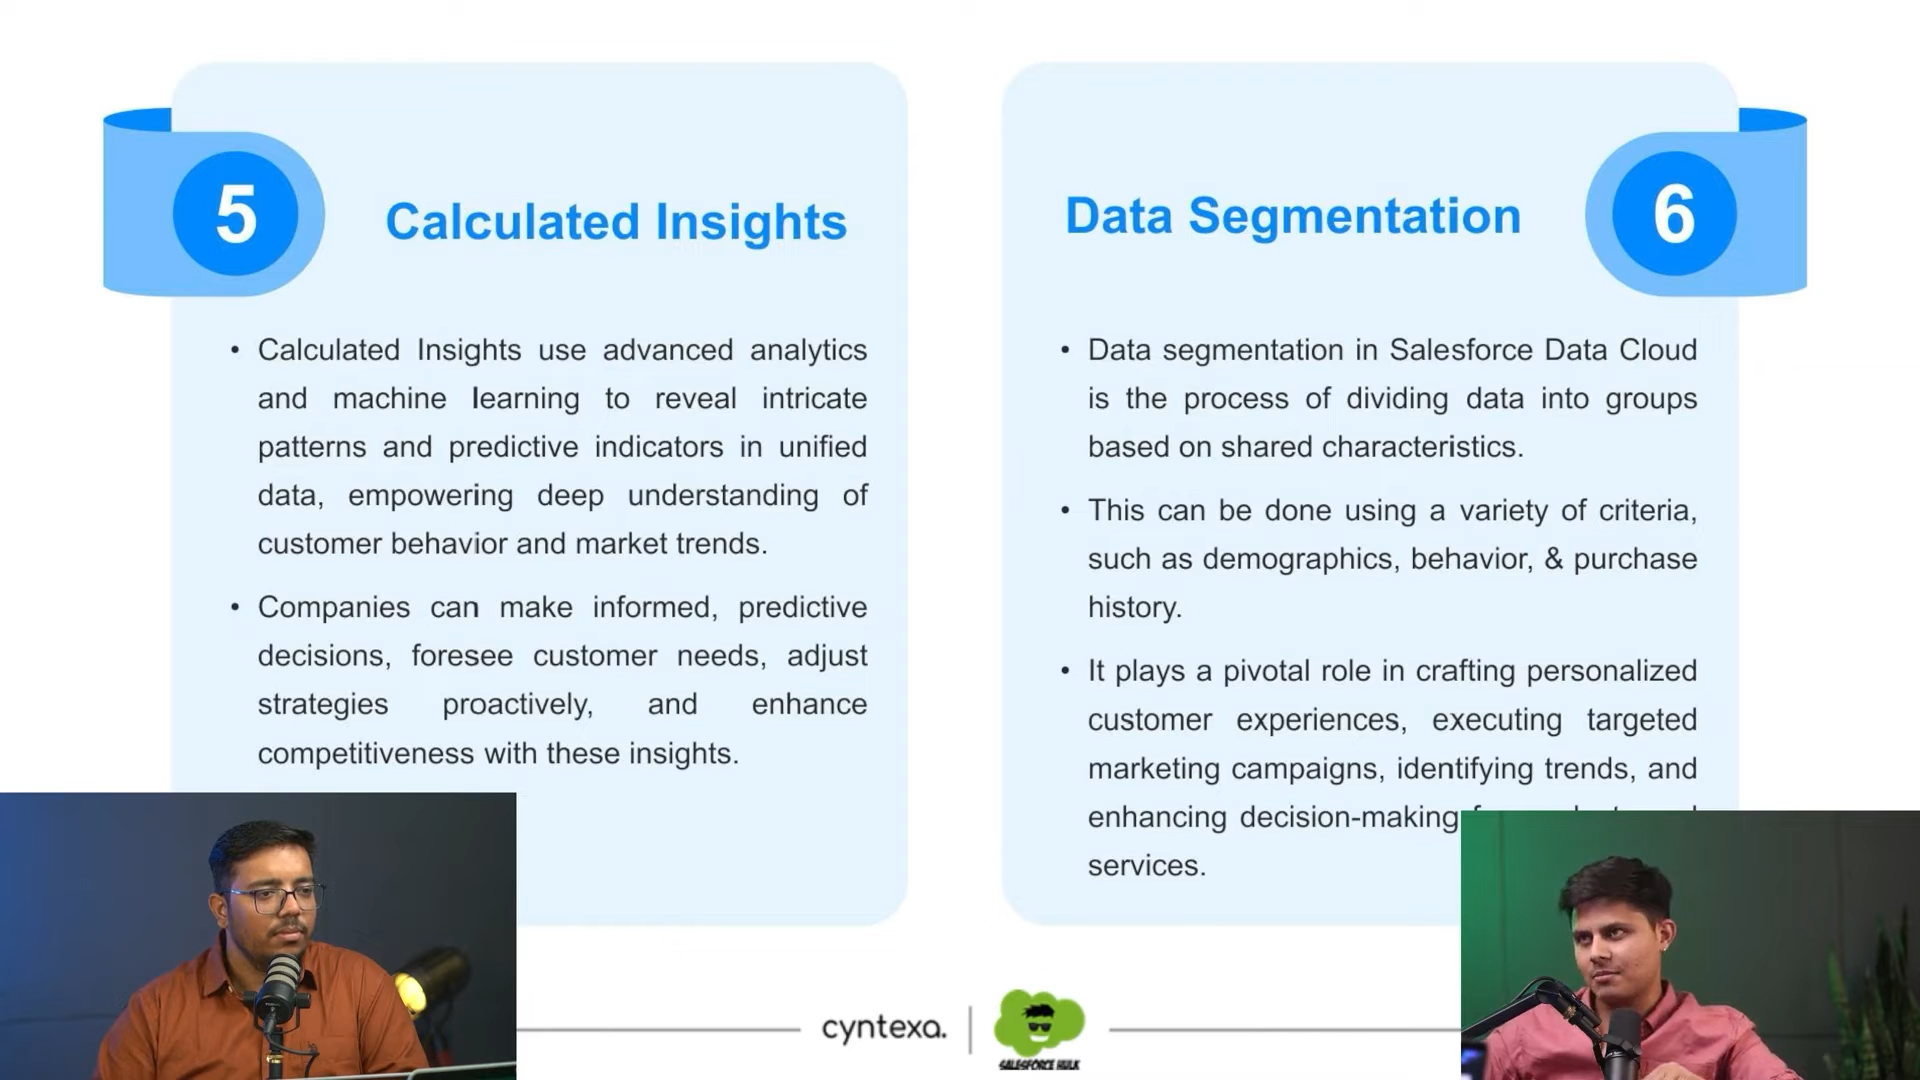 5
Calculated Insights
• Calculated Insights use advanced analytics
and machine learning to reveal intricate
patterns and predictive indicators in unified
data, empowering deep understanding of
customer behavior and market trends.
• Companies can make informed, predictive
decisions, foresee customer needs, adjust
strategies proactively, and enhance
competitiveness with these insights.
Data Segmentation
6
• Data segmentation in Salesforce Data Cloud
is the process of dividing data into groups
based on shared characteristics.
• This can be done using a variety of criteria,
such as demographics, behavior, & purchase
history.
• It plays a pivotal role in crafting personalized
customer experiences, executing targeted
marketing campaigns, identifying trends, and
enhancing decision-making
services.
cyntexa.
SALESFORCE HULK